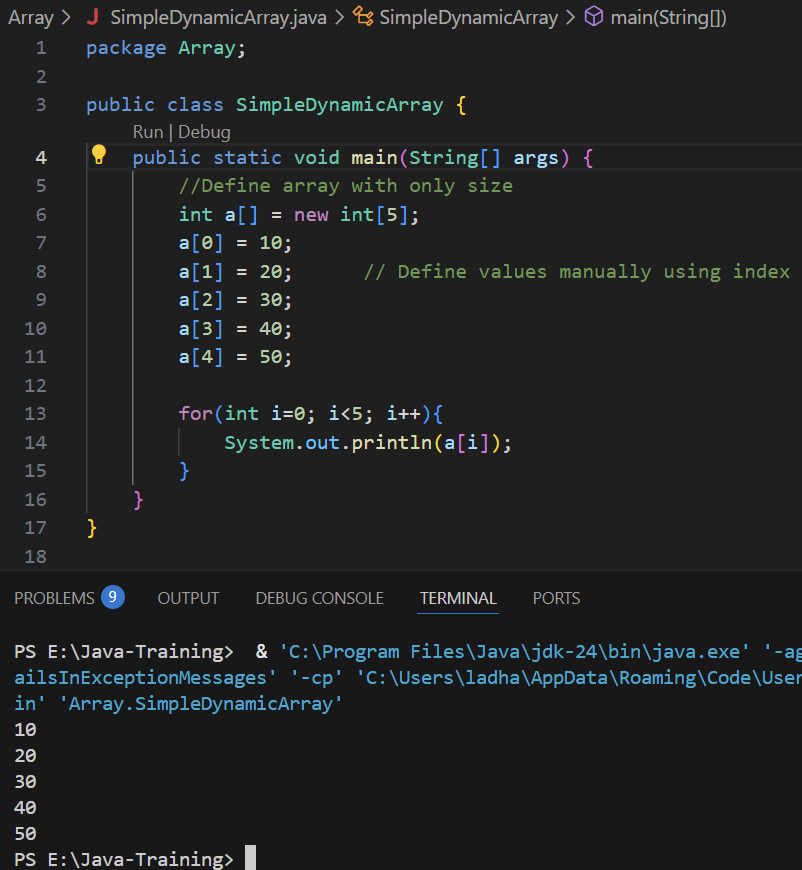 Array > J SimpleDynamicArray.java > SimpleDynamicArray > main(String[])
1 package Array;
2
3 public class SimpleDynamicArray {
Run | Debug
4 public static void main(String[] args) {
5 //Define array with only size
6 int a[] = new int[5];
7 a[0] = 10;
8 a[1] = 20; // Define values manually using index
9 a[2] = 30;
10 a[3] = 40;
11 a[4] = 50;
12
13 for(int i=0; i<5; i++){
14 System.out.println(a[i]);
15 }
16 }
17 }
18
PROBLEMS 9 OUTPUT DEBUG CONSOLE TERMINAL PORTS
PS E:\Java-Training> & 'C:\Program Files\Java\jdk-24\bin\java.exe' '-ag
ailsInExceptionMessages' '-cp' 'C:\Users\ladha\AppData\Roaming\Code\User
in' 'Array.SimpleDynamicArray'
10
20
30
40
50
PS E:\Java-Training>